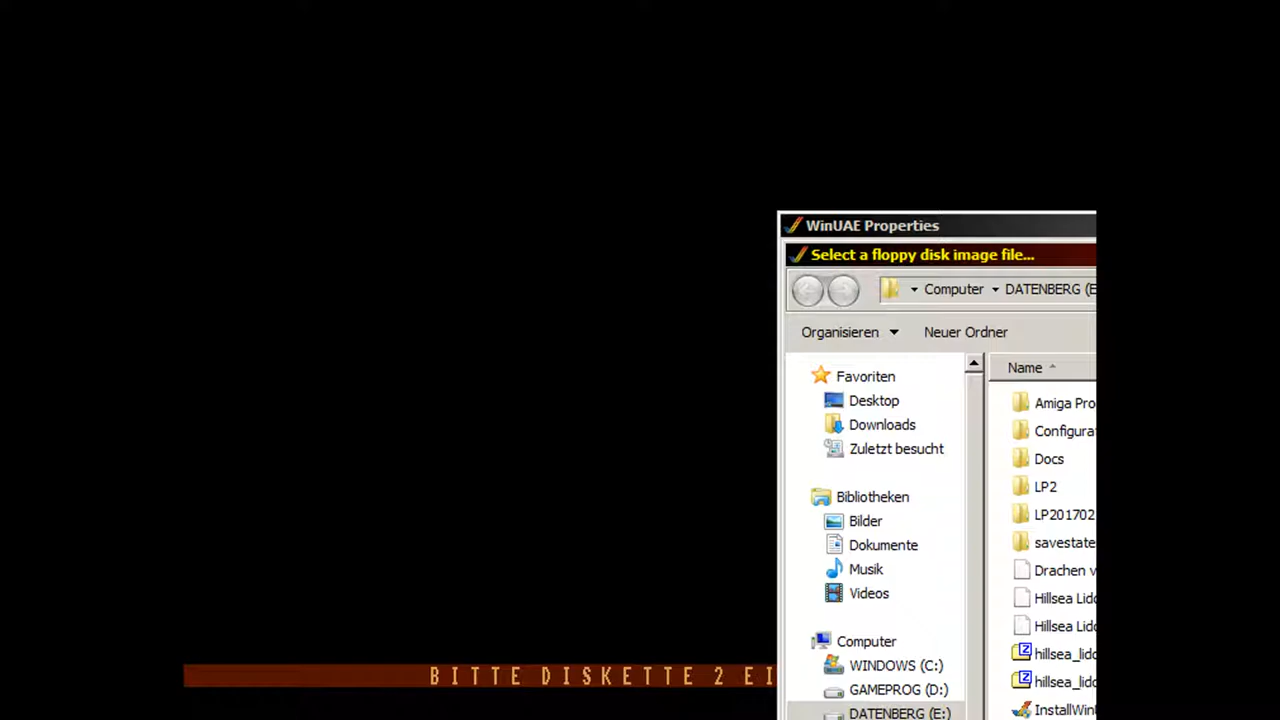 WinUAE Properties
Select a floppy disk image file...
Computer DATENBERG (E
Organisieren Neuer Ordner
Favoriten
Desktop
Downloads
Zuletzt besucht
Bibliotheken
Bilder
Dokumente
Musik
Videos
Computer
WINDOWS (C:)
GAMEPROG (D:)
DATENBERG (E:)
Name
Amiga Pro
Configurat
Docs
LP2
LP201702
savestate
Drachen v
Hillsea Lido
Hillsea Lido
hillsea_lido
hillsea_lido
InstallWin
BITTE DISKETTE 2 EI